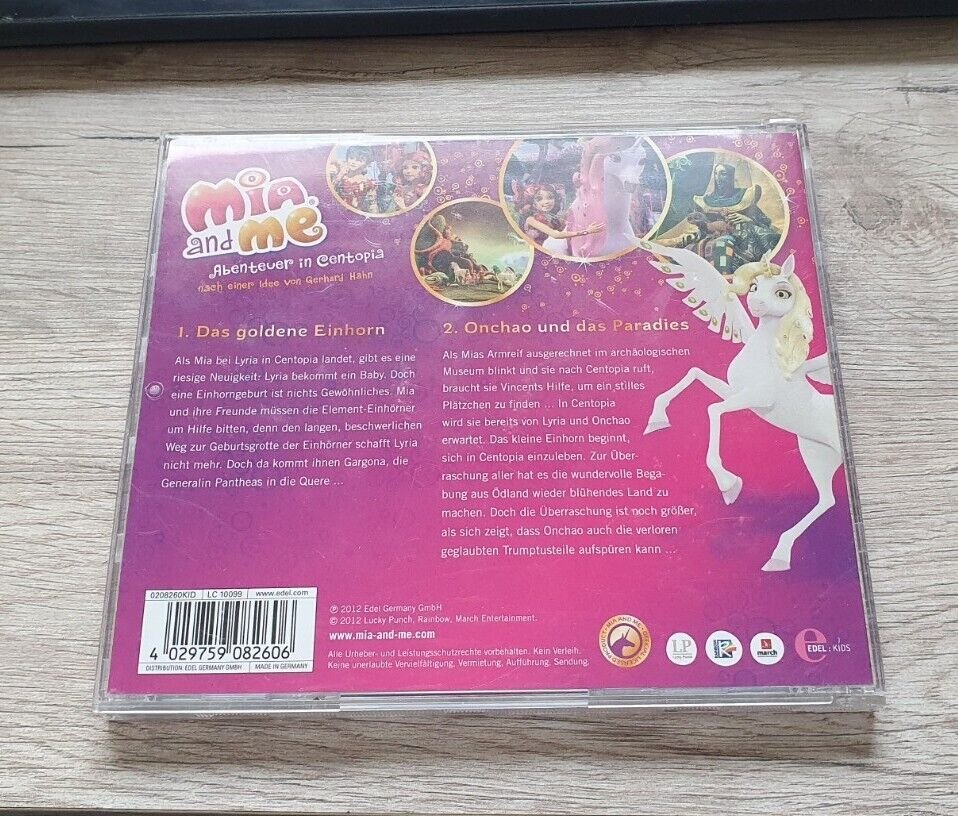 Mia
and me®
Abenteuer in Centopia
nach einer Idee von Gerhard Hahn
1. Das goldene Einhorn
Als Mia bei Lyria in Centopia landet, gibt es eine
riesige Neuigkeit: Lyria bekommt ein Baby. Doch
eine Einhorngeburt ist nichts Gewöhnliches. Mia
und ihre Freunde müssen die Element-Einhörner
um Hilfe bitten, denn den langen, beschwerlichen
Weg zur Geburtsgrotte der Einhörner schafft Lyria
nicht mehr. Doch da kommt ihnen Gargona, die
Generalin Pantheas in die Quere ...
2. Onchao und das Paradies
Als Mias Armreif ausgerechnet im archäologischen
Museum blinkt und sie nach Centopia ruft,
braucht sie Vincents Hilfe, um ein stilles
Plätzchen zu finden ... In Centopia
wird sie bereits von Lyria und Onchao
erwartet. Das kleine Einhorn beginnt,
sich in Centopia einzuleben. Zur Über-
raschung aller hat es die wundervolle Bega-
bung aus Ödland wieder blühendes Land zu
machen. Doch die Überraschung ist noch größer,
als sich zeigt, dass Onchao auch die verloren
geglaubten Trumptusteile aufspüren kann ...
0208260KID LC 10099 www.edel.com
4 029759 082606
DISTRIBUTION: EDEL GERMANY GMBH MADE IN GERMANY
℗ 2012 Edel Germany GmbH
© 2012 Lucky Punch, Rainbow, March Entertainment.
www.mia-and-me.com
Alle Urheber- und Leistungsschutzrechte vorbehalten. Kein Verleih.
Keine unerlaubte Vervielfältigung, Vermietung, Aufführung, Sendung.
MIA AND ME
LP
march
e
EDEL:KIDS